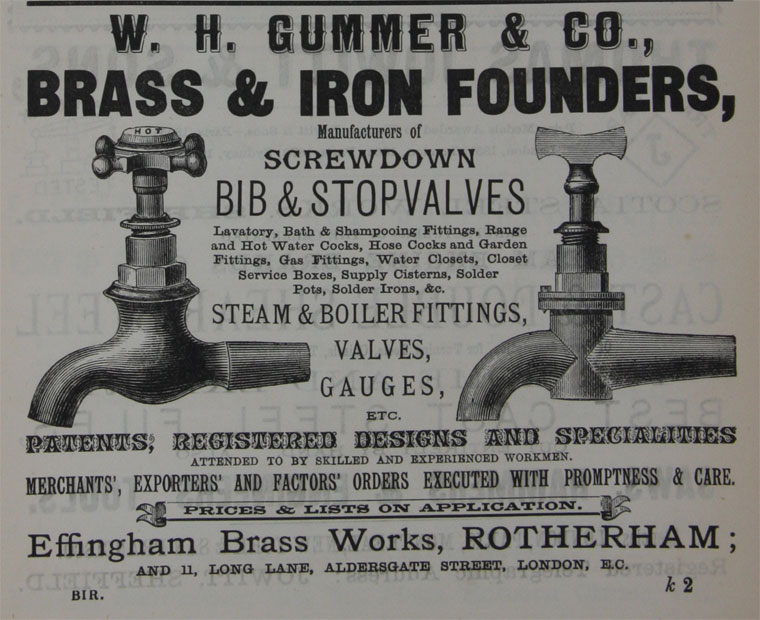 W. H. GUMMER & CO.,
BRASS & IRON FOUNDERS,
Manufacturers of
HOT
SCREWDOWN
BIB & STOPVALVES
Lavatory, Bath & Shampooing Fittings, Range
and Hot Water Cocks, Hose Cocks and Garden
Fittings, Gas Fittings, Water Closets, Closet
Service Boxes, Supply Cisterns, Solder
Pots, Solder Irons, &c.
STEAM & BOILER FITTINGS,
VALVES,
GAUGES,
ETC.
PATENTS, REGISTERED DESIGNS AND SPECIALITIES
ATTENDED TO BY SKILLED AND EXPERIENCED WORKMEN.
MERCHANTS', EXPORTERS' AND FACTORS' ORDERS EXECUTED WITH PROMPTNESS & CARE.
PRICES & LISTS ON APPLICATION.
Effingham Brass Works, ROTHERHAM;
AND 11, LONG LANE, ALDERSGATE STREET, LONDON, E.C.
BIR.
k 2